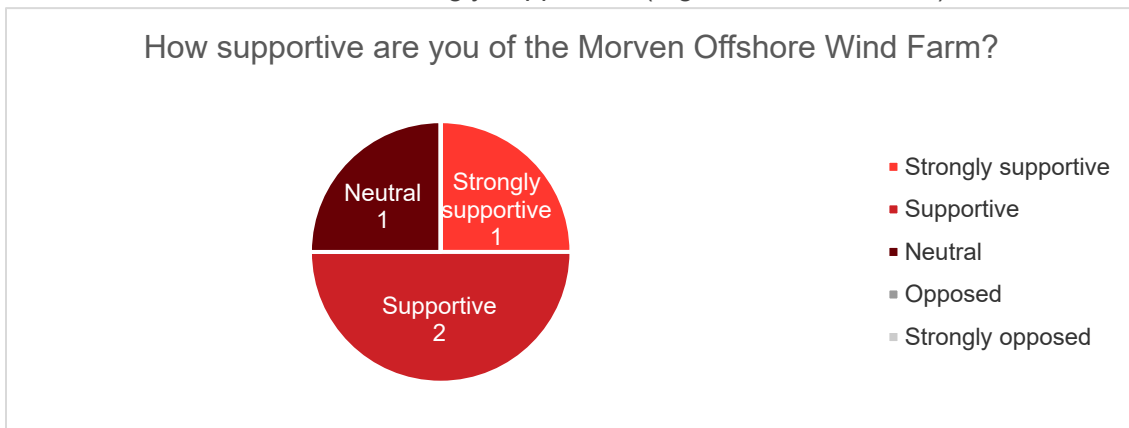 How supportive are you of the Morven Offshore Wind Farm?
Neutral
1
Strongly
supportive
1
Supportive
2
Strongly supportive
Supportive
Neutral
Opposed
Strongly opposed